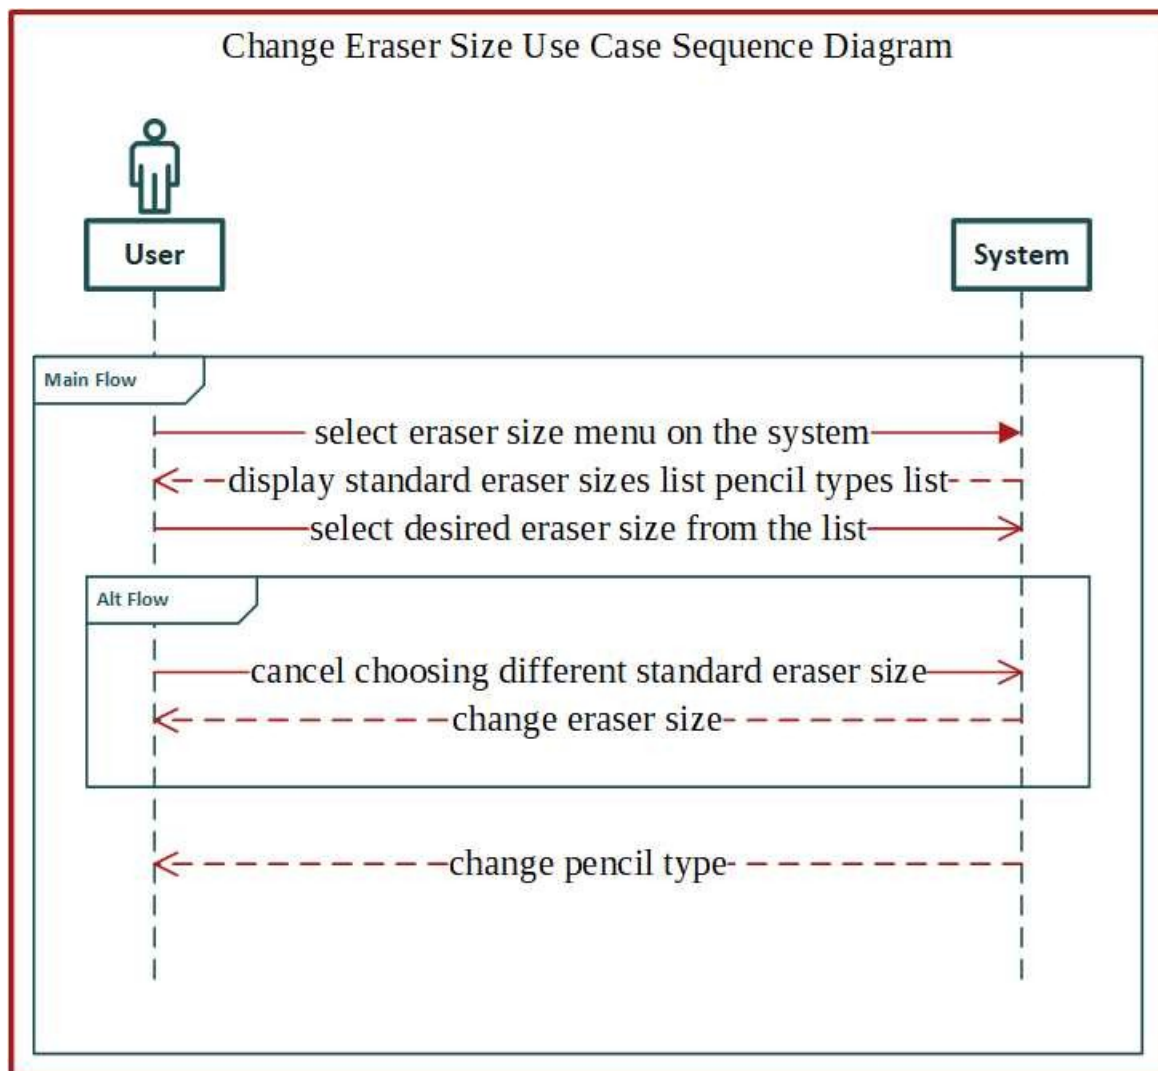 Change Eraser Size Use Case Sequence Diagram
User
System
Main Flow
select eraser size menu on the system
display standard eraser sizes list pencil types list
select desired eraser size from the list
Alt Flow
cancel choosing different standard eraser size
change eraser size
change pencil type